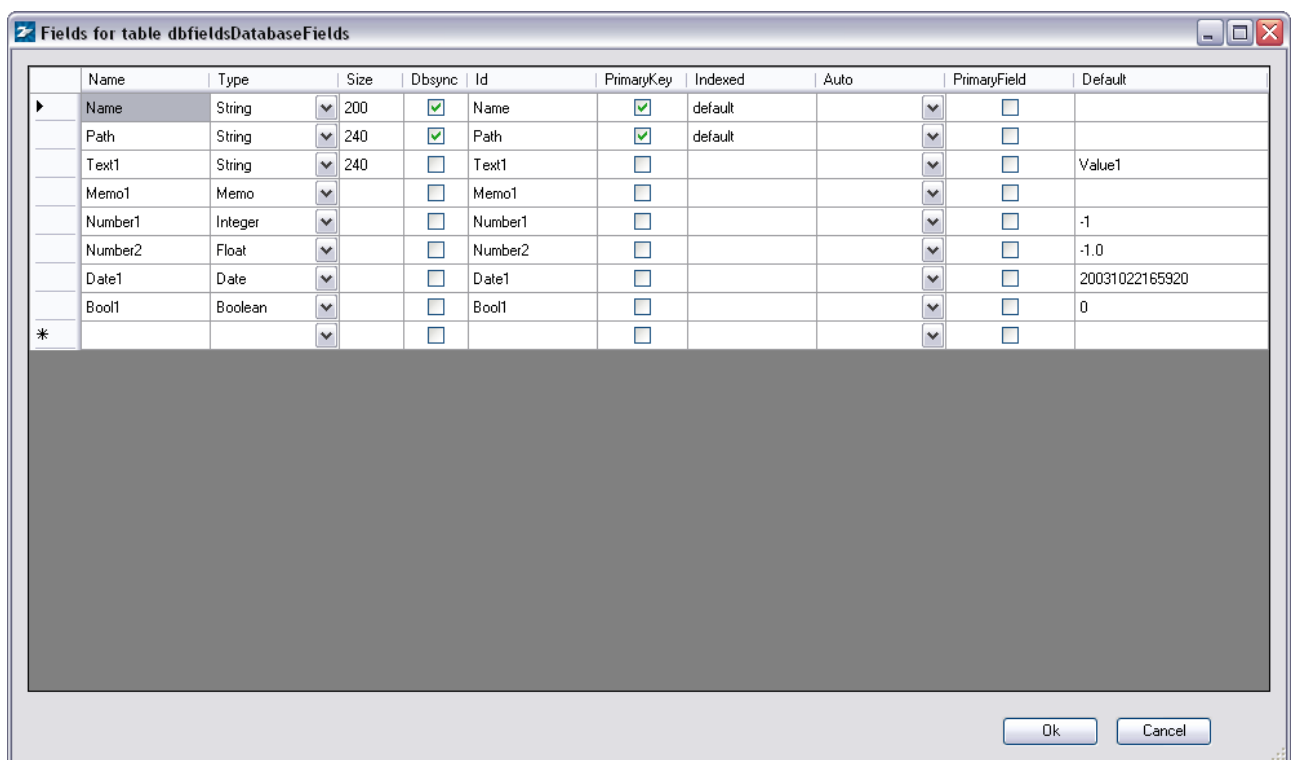 Fields for table dbfieldsDatabaseFields
Name Type Size Dbsync Id PrimaryKey Indexed Auto PrimaryField Default
Name String 200 Name default
Path String 240 Path default
Text1 String 240 Text1 Value1
Memo1 Memo Memo1
Number1 Integer Number1 -1
Number2 Float Number2 -1.0
Date1 Date Date1 20031022165920
Bool1 Boolean Bool1 0
Ok Cancel